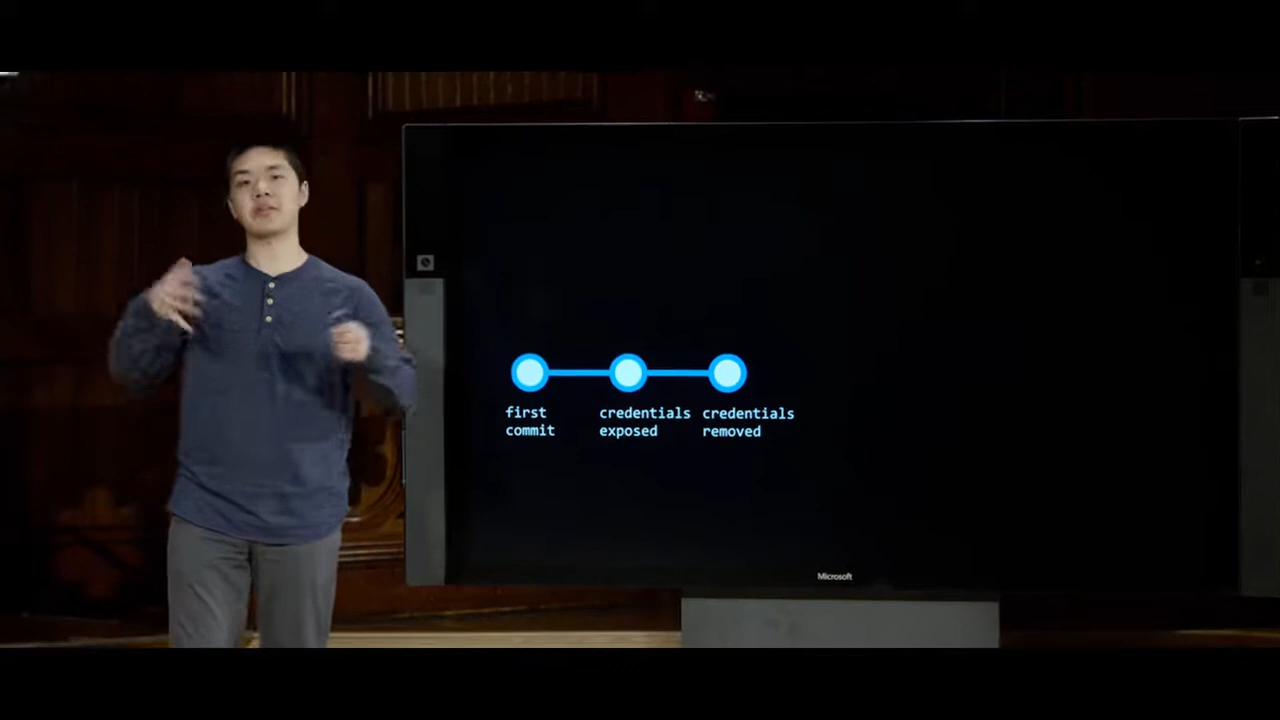 first
commit
credentials
exposed
credentials
removed
Microsoft